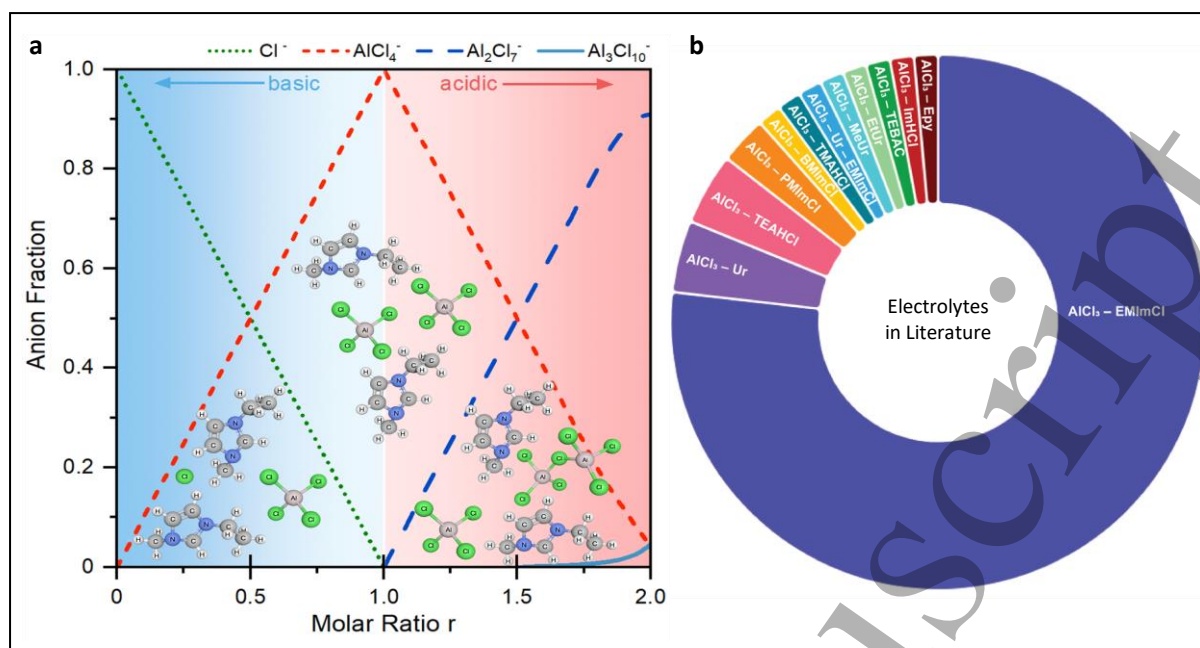 a
Cl⁻ AlCl₄⁻ Al₂Cl₇⁻ Al₃Cl₁₀⁻
1.0
basic
acidic
0.8
0.6
0.4
0.2
0
Anion Fraction
0 0.5 1.0 1.5 2.0
Molar Ratio r
b
AlCl₃ – Ur
AlCl₃ – TEAHCl
AlCl₃ – PMImCl
AlCl₃ – BMImCl
AlCl₃ – TMAHCl
AlCl₃ – Ur – EMImCl
AlCl₃ – MeUr
AlCl₃ – EtUr
AlCl₃ – TEBAC
AlCl₃ – ImHCl
AlCl₃ – Epy
AlCl₃ – EMImCl
Electrolytes
in Literature
script